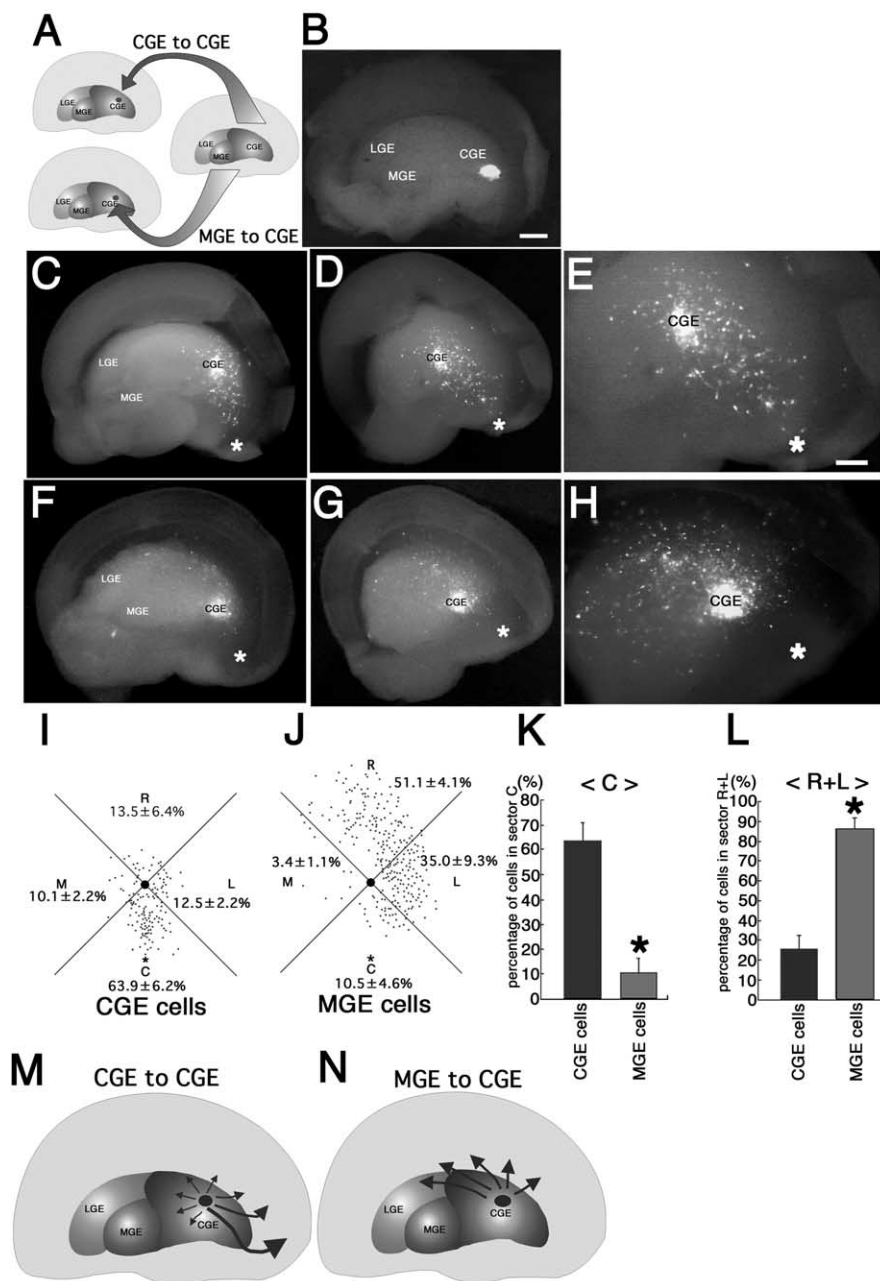 A
CGE to CGE
LGE
MGE
CGE
LGE
MGE
CGE
LGE
MGE
CGE
MGE to CGE
B
LGE
CGE
MGE
C
LGE
CGE
MGE
*
D
CGE
*
E
CGE
*
F
LGE
MGE
CGE
*
G
CGE
*
H
CGE
*
I
R
13.5±6.4%
M
10.1±2.2%
L
12.5±2.2%
*
C
63.9±6.2%
CGE cells
J
R
51.1±4.1%
3.4±1.1%
M
35.0±9.3%
L
*
C
10.5±4.6%
MGE cells
K
(%)
< C >
percentage of cells in sector C
80
70
60
50
40
30
20
10
0
*
CGE cells
MGE cells
L
(%)
< R+L >
percentage of cells in sector R+L
100
90
80
70
60
50
40
30
20
10
0
*
CGE cells
MGE cells
M
CGE to CGE
LGE
MGE
CGE
N
MGE to CGE
LGE
MGE
CGE